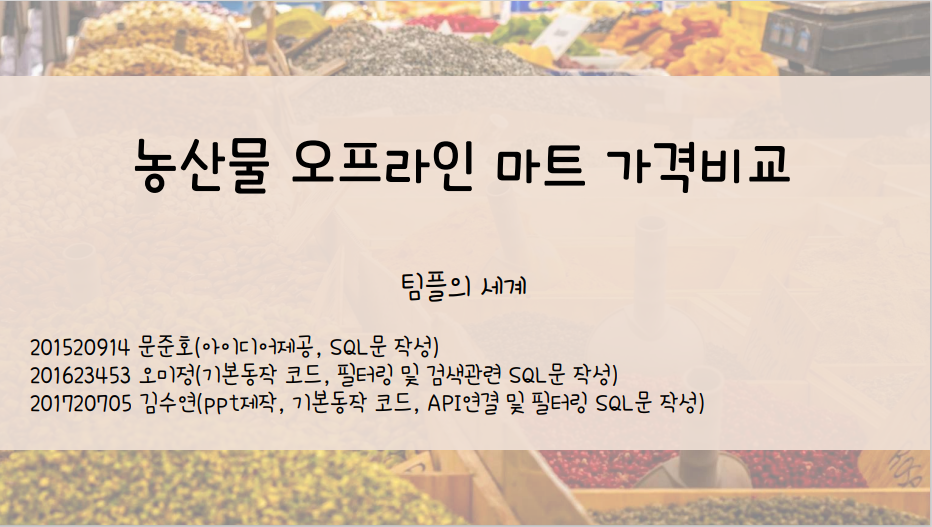 농산물 오프라인 마트 가격비교
팀플의 세계
201520914 문준호(아이디어제공, SQL문 작성)
201623453 오미정(기본동작 코드, 필터링 및 검색관련 SQL문 작성)
201720705 김수연(ppt제작, 기본동작 코드, API연결 및 필터링 SQL문 작성)